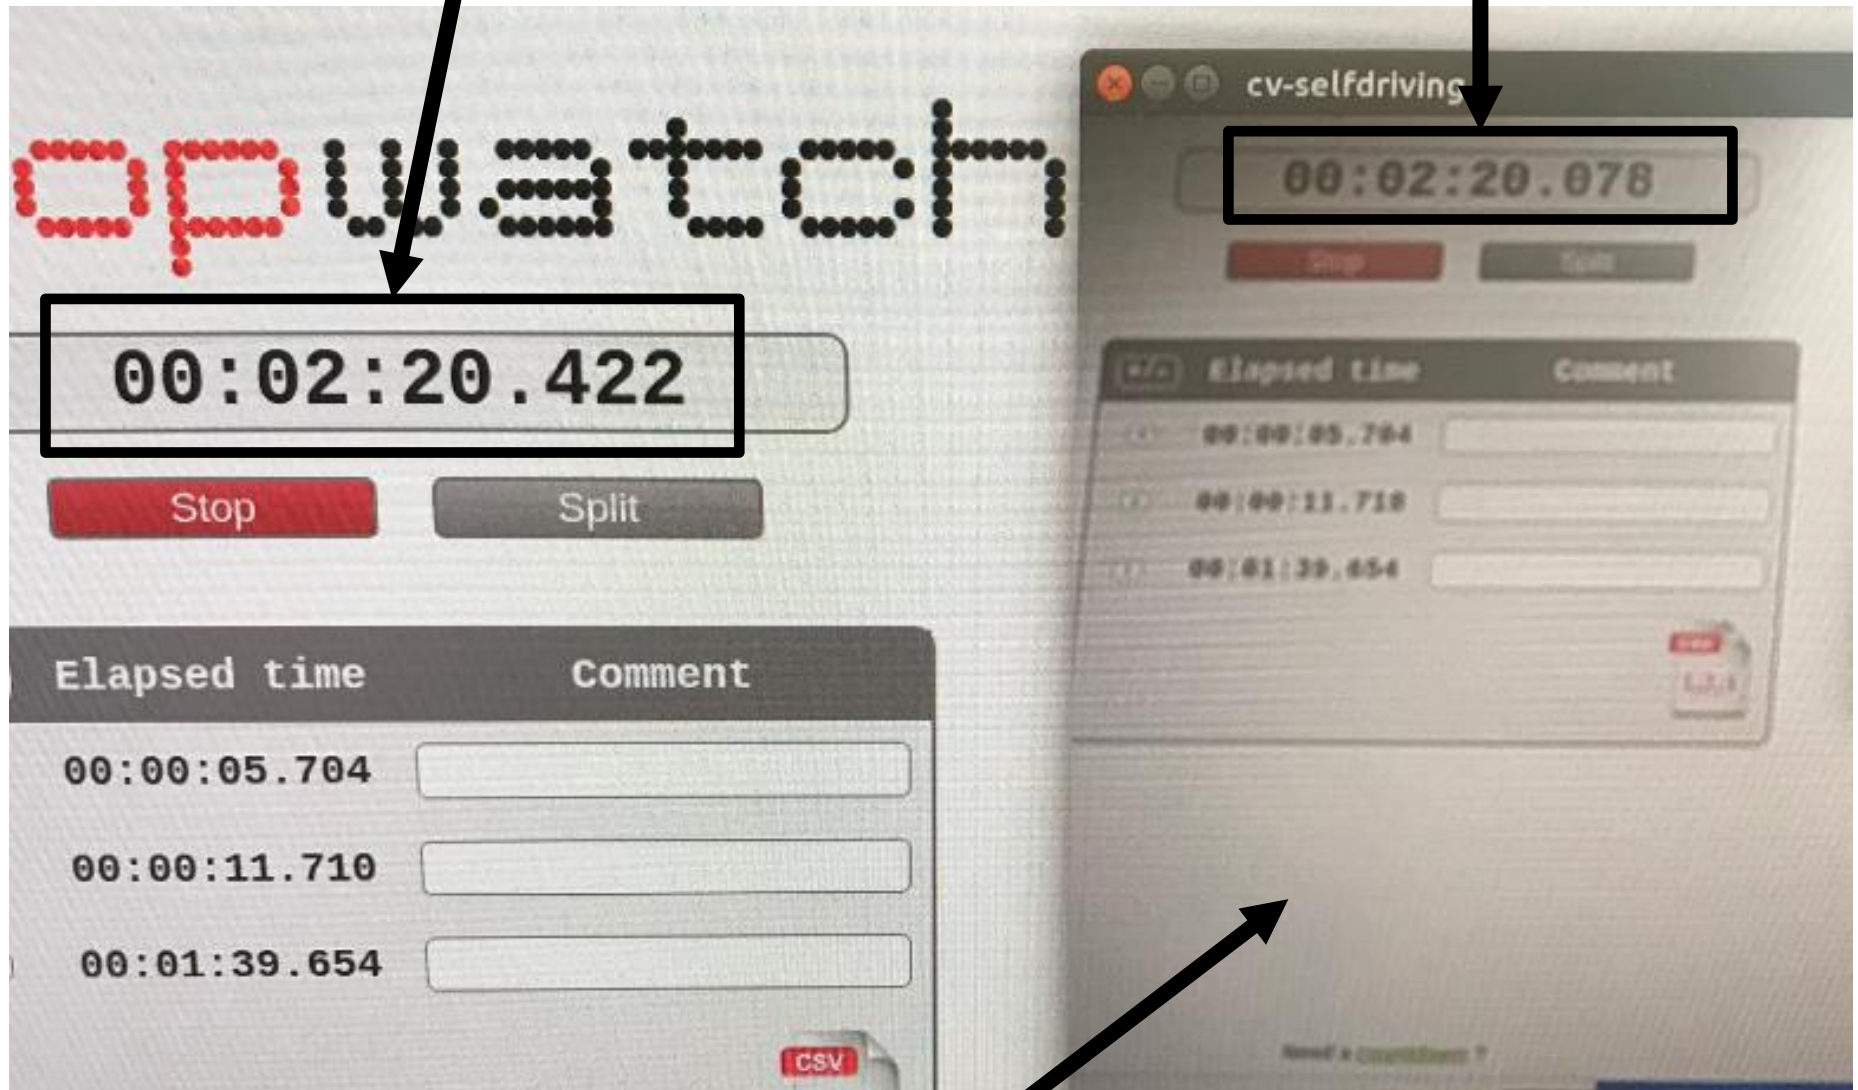 opwatch
00:02:20.422
Stop Split
Elapsed time Comment
00:00:05.704
00:00:11.710
00:01:39.654
CSV
cv-selfdriving
00:02:20.078
Stop Split
Elapsed time Comment
00:00:05.704
00:00:11.710
00:01:39.654
Need a countdown ?